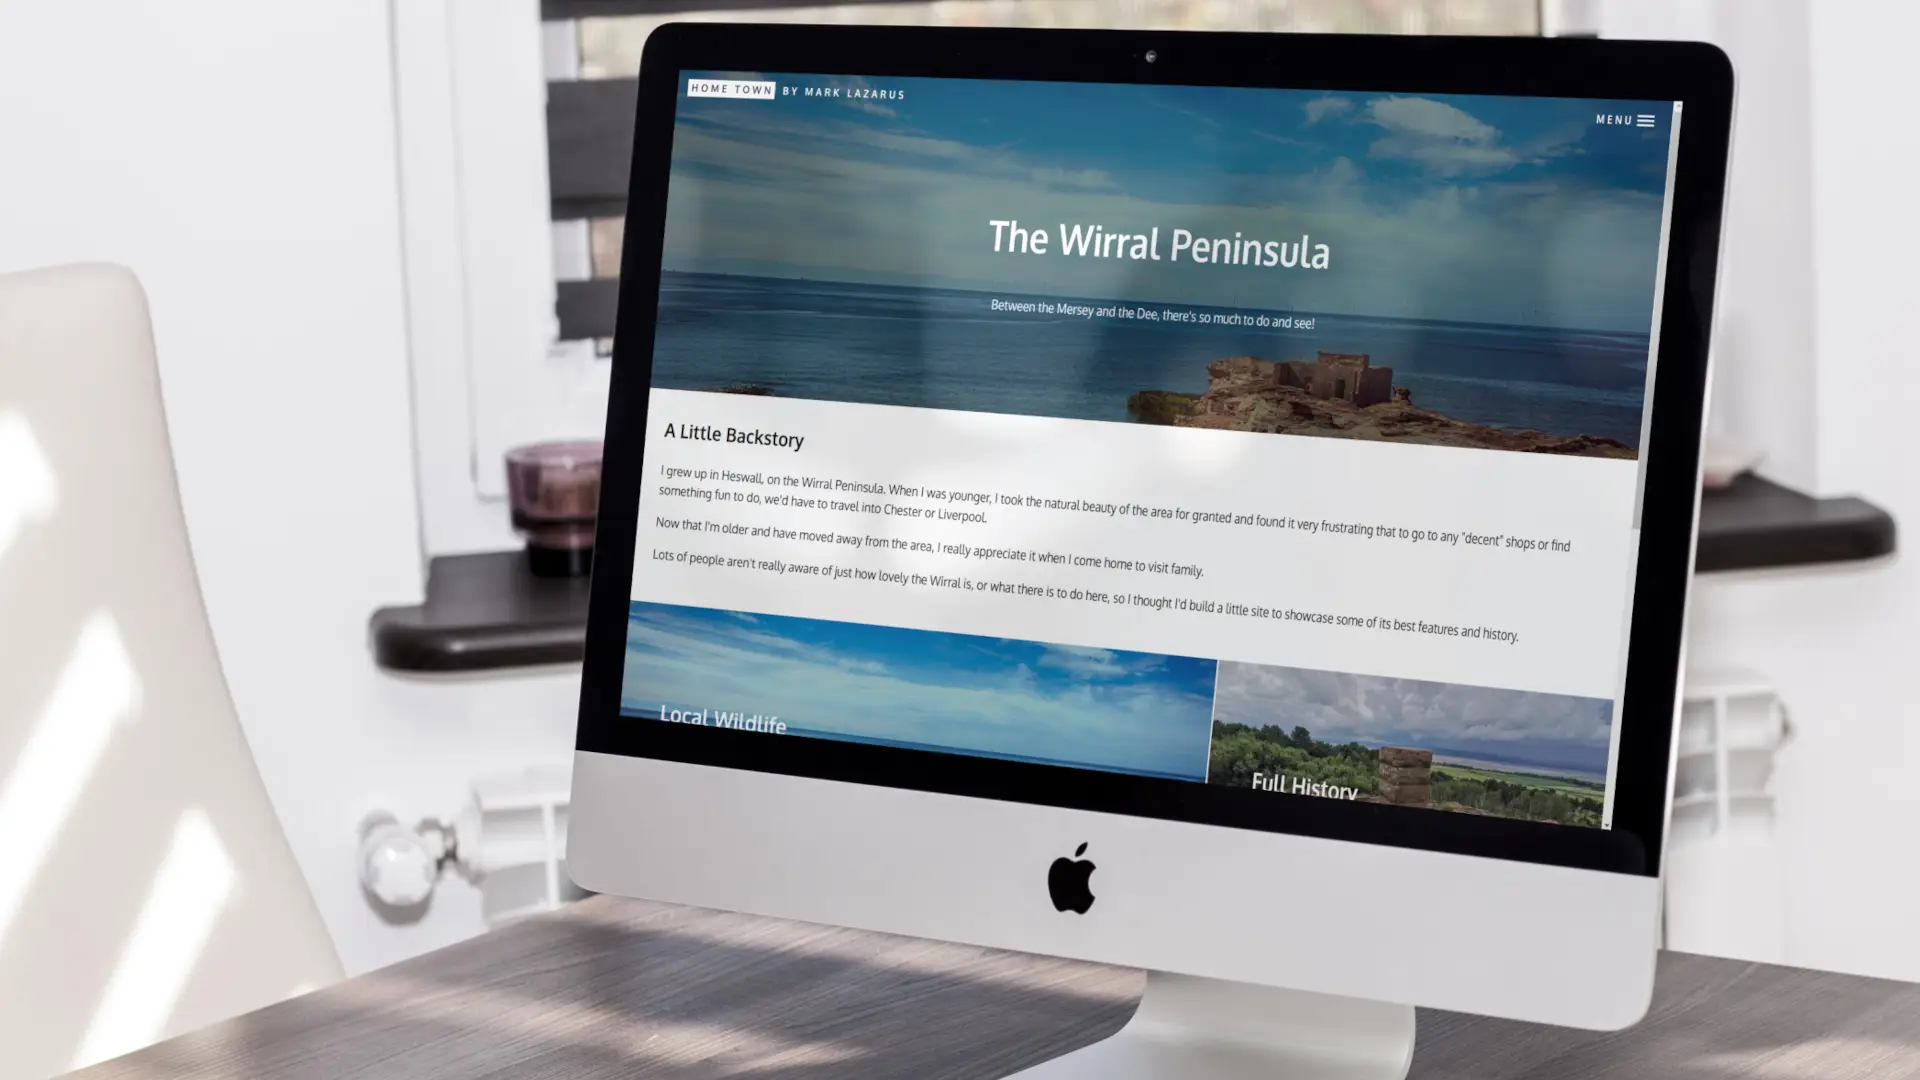 HOME TOWN BY MARK LAZARUS
MENU
The Wirral Peninsula
Between the Mersey and the Dee, there's so much to do and see!
A Little Backstory
I grew up in Heswall, on the Wirral Peninsula. When I was younger, I took the natural beauty of the area for granted and found it very frustrating that to go to any "decent" shops or find
something fun to do, we'd have to travel into Chester or Liverpool.
Now that I'm older and have moved away from the area, I really appreciate it when I come home to visit family.
Lots of people aren't really aware of just how lovely the Wirral is, or what there is to do here, so I thought I'd build a little site to showcase some of its best features and history.
Local Wildlife
Full History